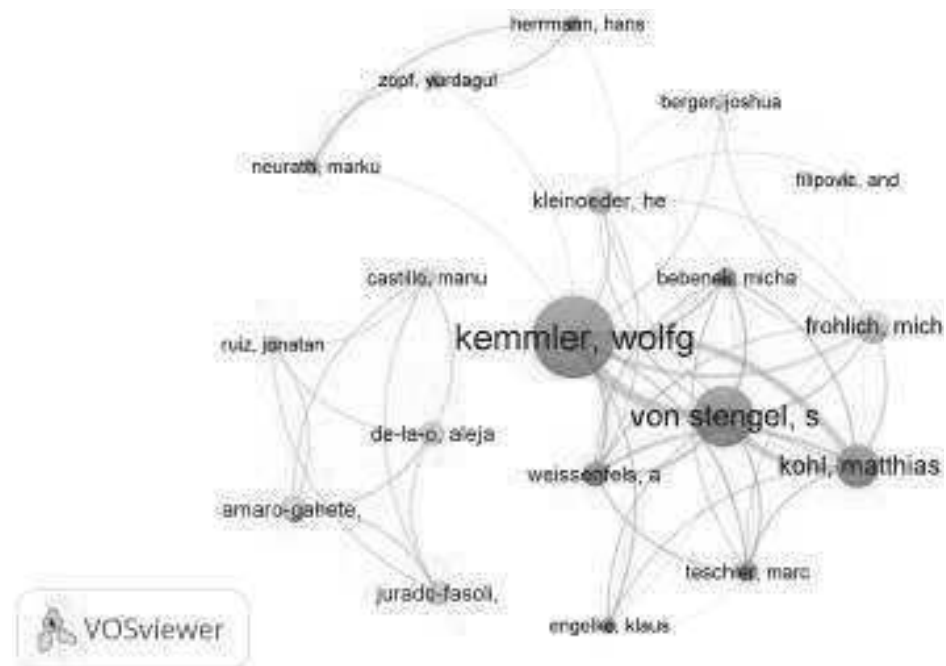 herrmann, hans
zopf, yurdagul
berger, joshua
neurath, marku
filipovic, and
kleinoeder, he
castillo, manu
bebenek, micha
ruiz, jonatan
kemmler, wolfg
frohlich, mich
von stengel, s
de-la-o, aleja
kohl, matthias
weissenfels, a
amaro-gahete,
teschler, marc
jurado-fasoli,
engelke, klaus
VOSviewer